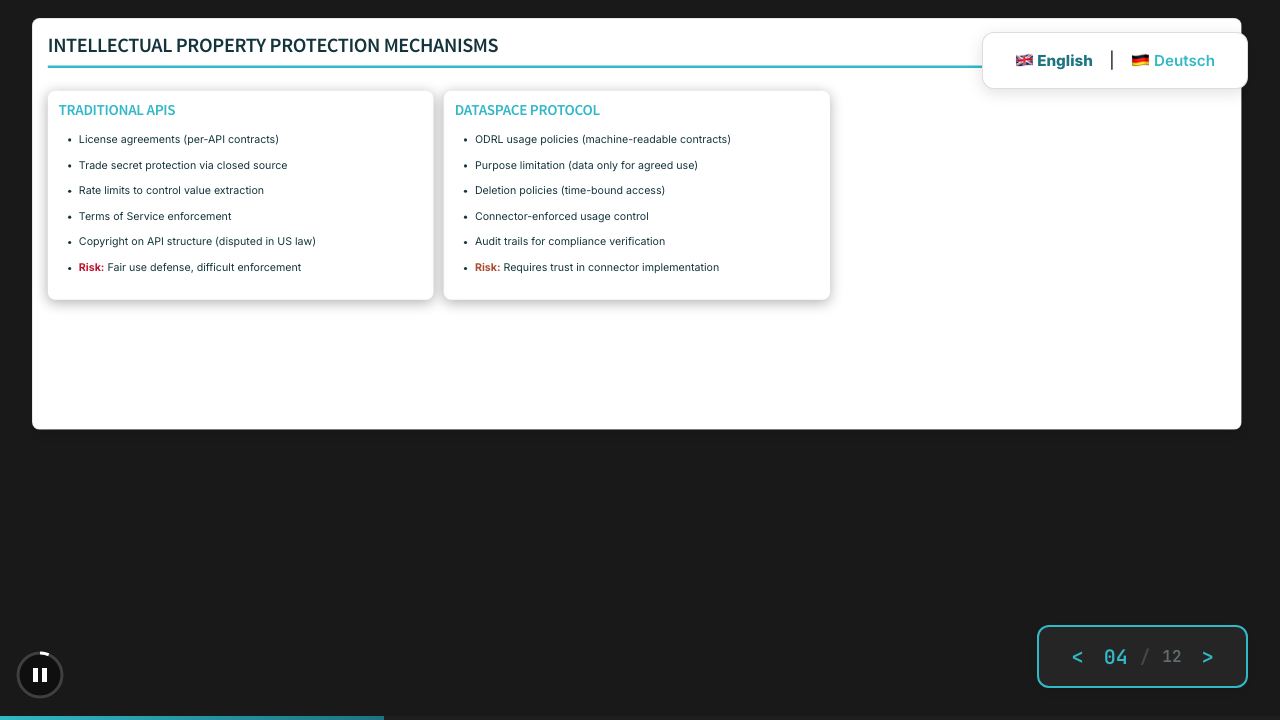 INTELLECTUAL PROPERTY PROTECTION MECHANISMS
🇬🇧 English | 🇩🇪 Deutsch
TRADITIONAL APIS
• License agreements (per-API contracts)
• Trade secret protection via closed source
• Rate limits to control value extraction
• Terms of Service enforcement
• Copyright on API structure (disputed in US law)
• Risk: Fair use defense, difficult enforcement
DATASPACE PROTOCOL
• ODRL usage policies (machine-readable contracts)
• Purpose limitation (data only for agreed use)
• Deletion policies (time-bound access)
• Connector-enforced usage control
• Audit trails for compliance verification
• Risk: Requires trust in connector implementation
< 04 / 12 >